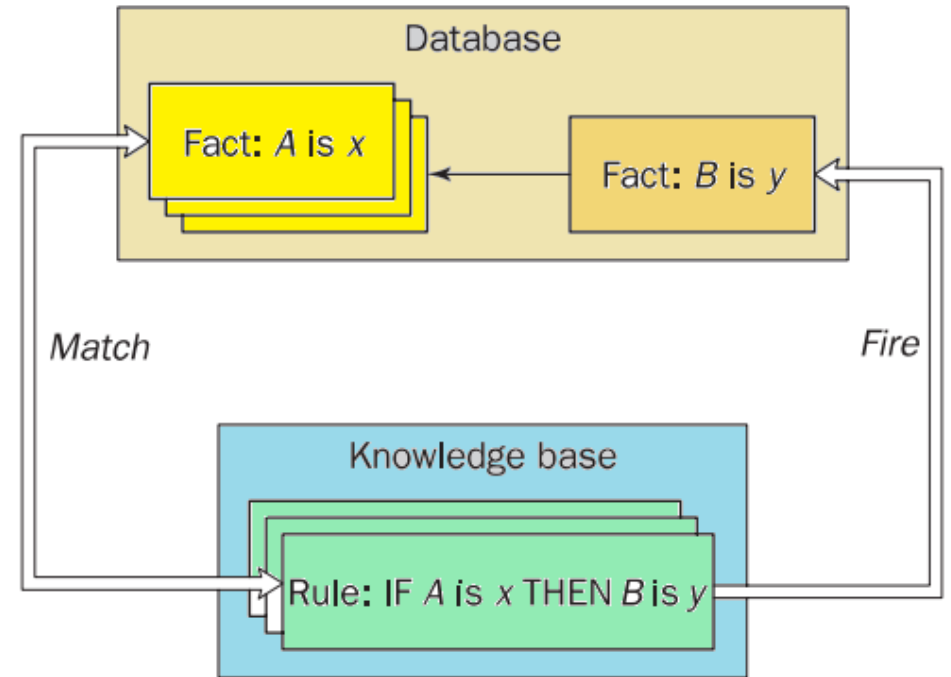 Database
Fact: A is x
Fact: B is y
Match
Fire
Knowledge base
Rule: IF A is x THEN B is y